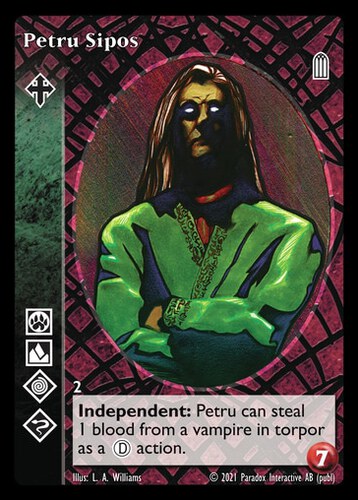 Petru Sipos
2
Independent: Petru can steal
1 blood from a vampire in torpor
as a D action.
7
Illus: L. A. Williams © 2021 Paradox Interactive AB (publ)